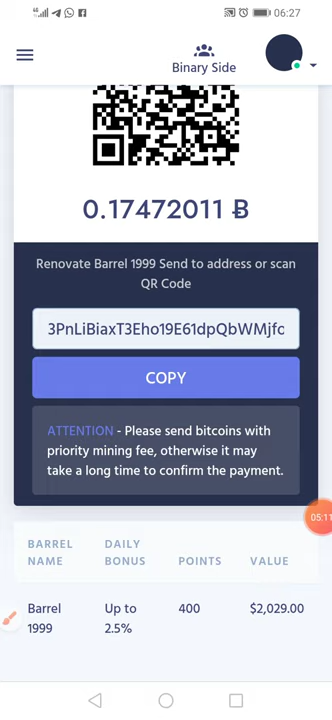 06:27
Binary Side
0.17472011 Ƀ
Renovate Barrel 1999 Send to address or scan
QR Code
3PnLiBiaxT3Eho19E61dpQbWMjfc
COPY
ATTENTION - Please send bitcoins with
priority mining fee, otherwise it may
take a long time to confirm the payment.
05:11
BARREL NAME DAILY BONUS POINTS VALUE
Barrel 1999 Up to 2.5% 400 $2,029.00